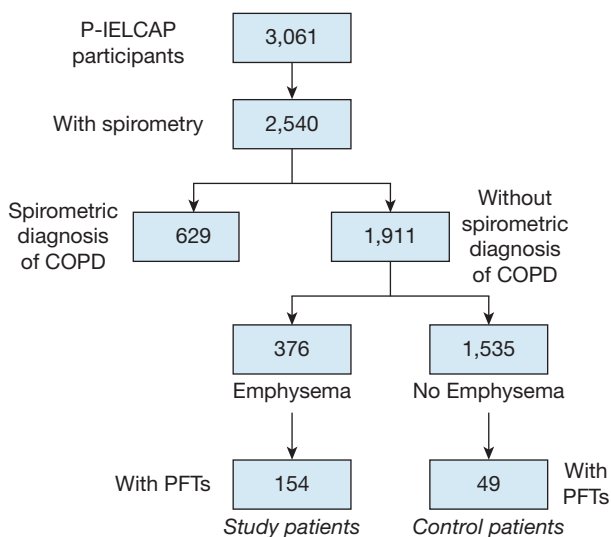 P-IELCAP
participants
3,061
With spirometry
2,540
Spirometric
diagnosis
of COPD
629
1,911
Without
spirometric
diagnosis
of COPD
376
1,535
Emphysema
No Emphysema
With PFTs
154
49
With
PFTs
Study patients
Control patients